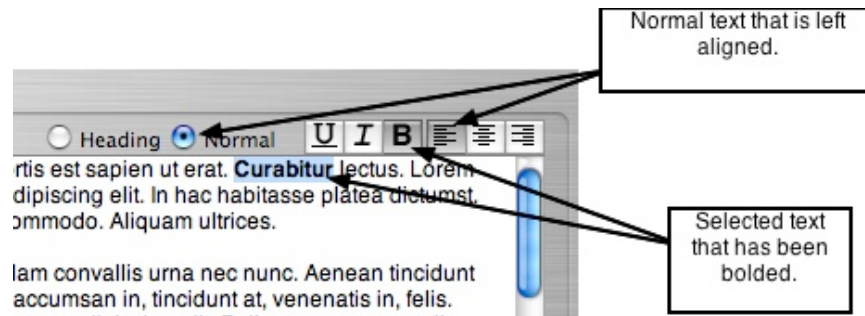 Normal text that is left
aligned.
Heading Normal U I B
rtis est sapien ut erat. Curabitur lectus. Lorem
dipiscing elit. In hac habitasse platea dictumst.
ommodo. Aliquam ultrices.
lam convallis urna nec nunc. Aenean tincidunt
accumsan in, tincidunt at, venenatis in, felis.
Selected text
that has been
bolded.